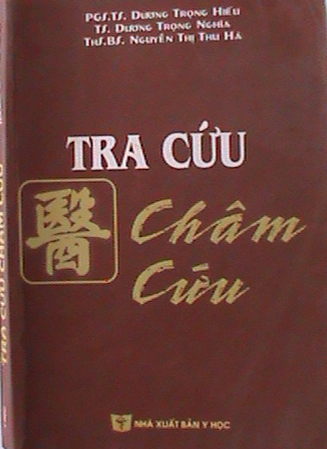 PGS.TS. DƯƠNG TRỌNG HIẾU
TS. DƯƠNG TRỌNG NGHĨA
THS.BS. NGUYỄN THỊ THU HÀ
TRA CỨU
醫
Châm
Cứu
NHÀ XUẤT BẢN Y HỌC
TRA CỨU CHÂM CỨU